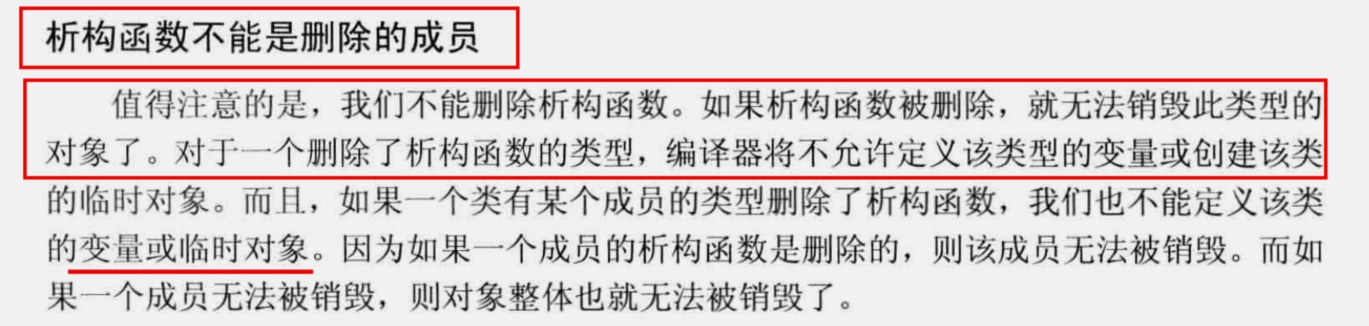 析构函数不能是删除的成员
值得注意的是，我们不能删除析构函数。如果析构函数被删除，就无法销毁此类型的
对象了。对于一个删除了析构函数的类型，编译器将不允许定义该类型的变量或创建该类
的临时对象。而且，如果一个类有某个成员的类型删除了析构函数，我们也不能定义该类
的变量或临时对象。因为如果一个成员的析构函数是删除的，则该成员无法被销毁。而如
果一个成员无法被销毁，则对象整体也就无法被销毁了。